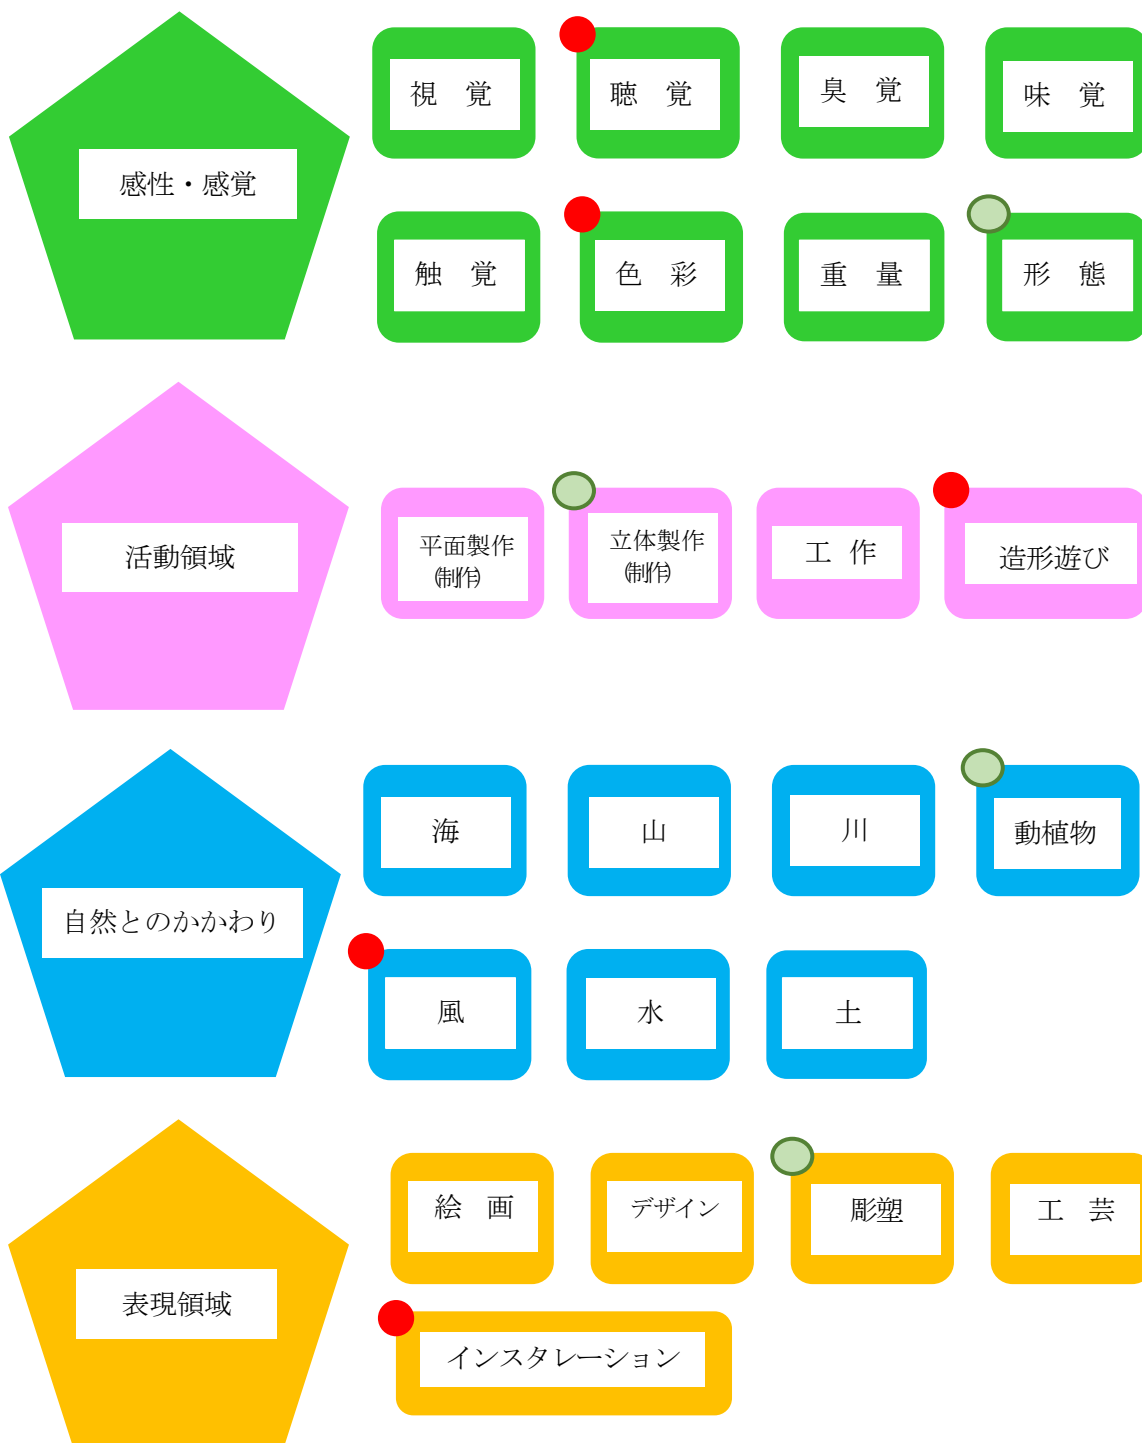 感性・感覚
視　覚
聴　覚
臭　覚
味　覚
触　覚
色　彩
重　量
形　態
活動領域
平面製作
(制作)
立体製作
(制作)
工 作
造形遊び
自然とのかかわり
海
山
川
動植物
風
水
土
表現領域
絵　画
デザイン
彫塑
工　芸
インスタレーション